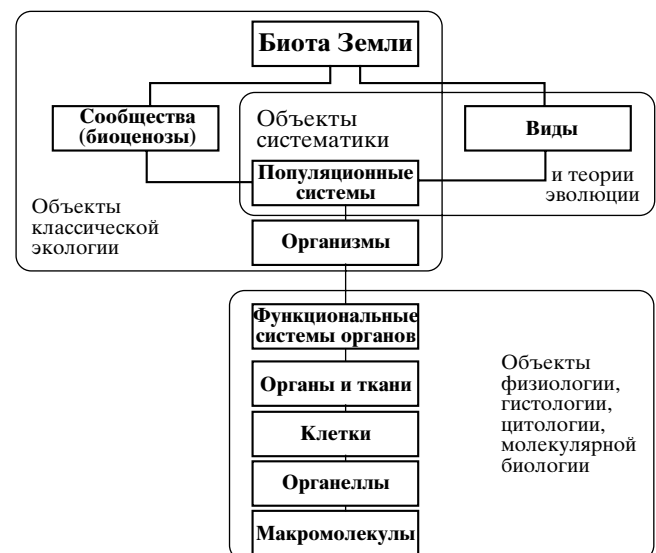 Биота Земли
Сообщества
(биоценозы)
Объекты
систематики
Виды
Популяционные
системы
и теории
эволюции
Объекты
классической
экологии
Организмы
Функциональные
системы органов
Органы и ткани
Клетки
Органеллы
Макромолекулы
Объекты
физиологии,
гистологии,
цитологии,
молекулярной
биологии